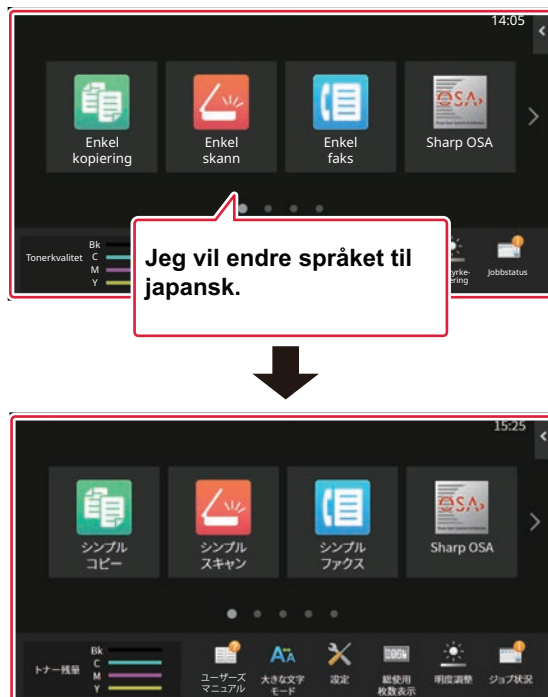 14:05
Enkel
kopiering
Enkel
skann
Enkel
faks
OSA
Sharp OSA
Tonerkvalitet
Bk
C
M
Y
Jobbstatus
Jeg vil endre språket til
japansk.
15:25
シンプル
コピー
シンプル
スキャン
シンプル
ファクス
OSA
Sharp OSA
トナー残量
Bk
C
M
Y
ユーザーズ
マニュアル
大きな文字
モード
設定
総使用
枚数表示
明度調整
ジョブ状況